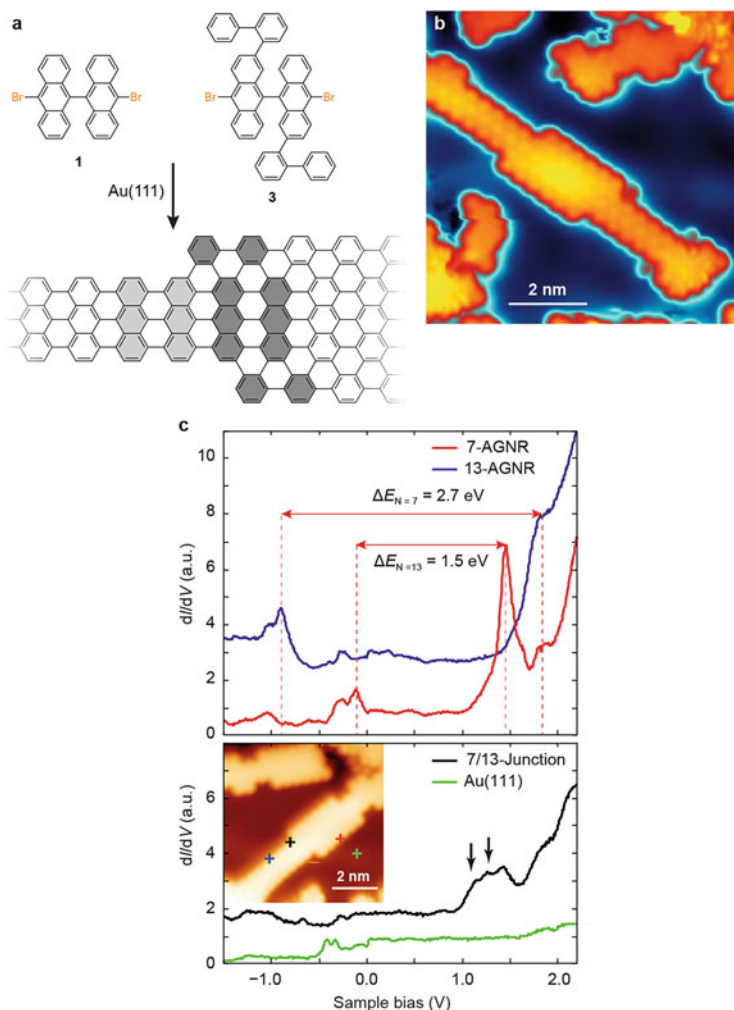 a
Br
Br
1
Br
Br
3
Au(111)
b
2 nm
c
7-AGNR
13-AGNR
ΔE_N = 7 = 2.7 eV
ΔE_N =13 = 1.5 eV
dI/dV (a.u.)
10
8
6
4
2
0
7/13-Junction
Au(111)
2 nm
dI/dV (a.u.)
6
4
2
0
−1.0
0.0
1.0
2.0
Sample bias (V)